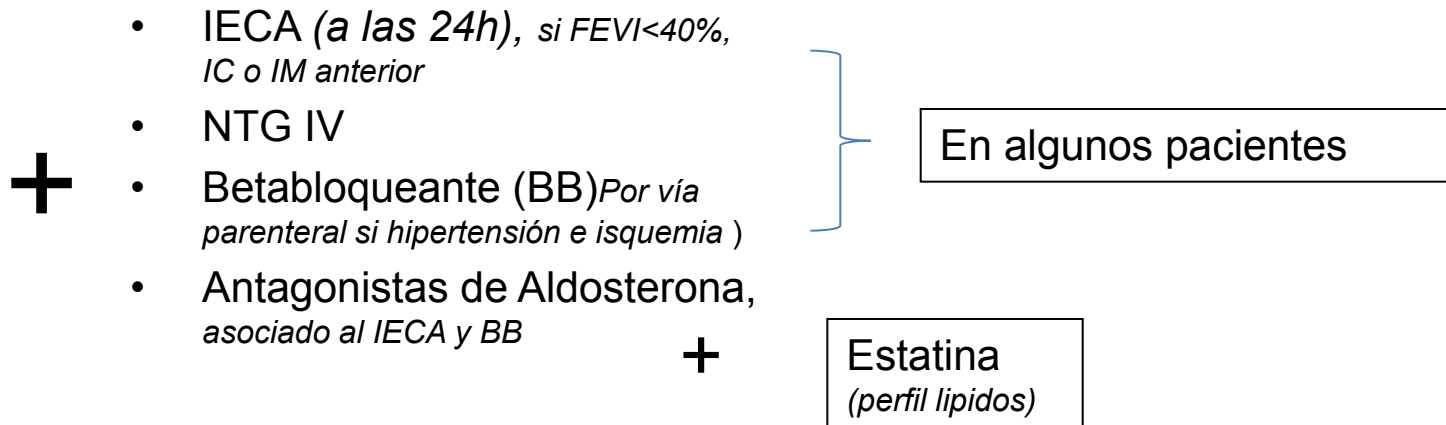 • IECA (a las 24h), si FEVI<40%,
IC o IM anterior
• NTG IV
+
• Betabloqueante (BB)Por vía
parenteral si hipertensión e isquemia )
• Antagonistas de Aldosterona,
asociado al IECA y BB
En algunos pacientes
+
Estatina
(perfil lipidos)